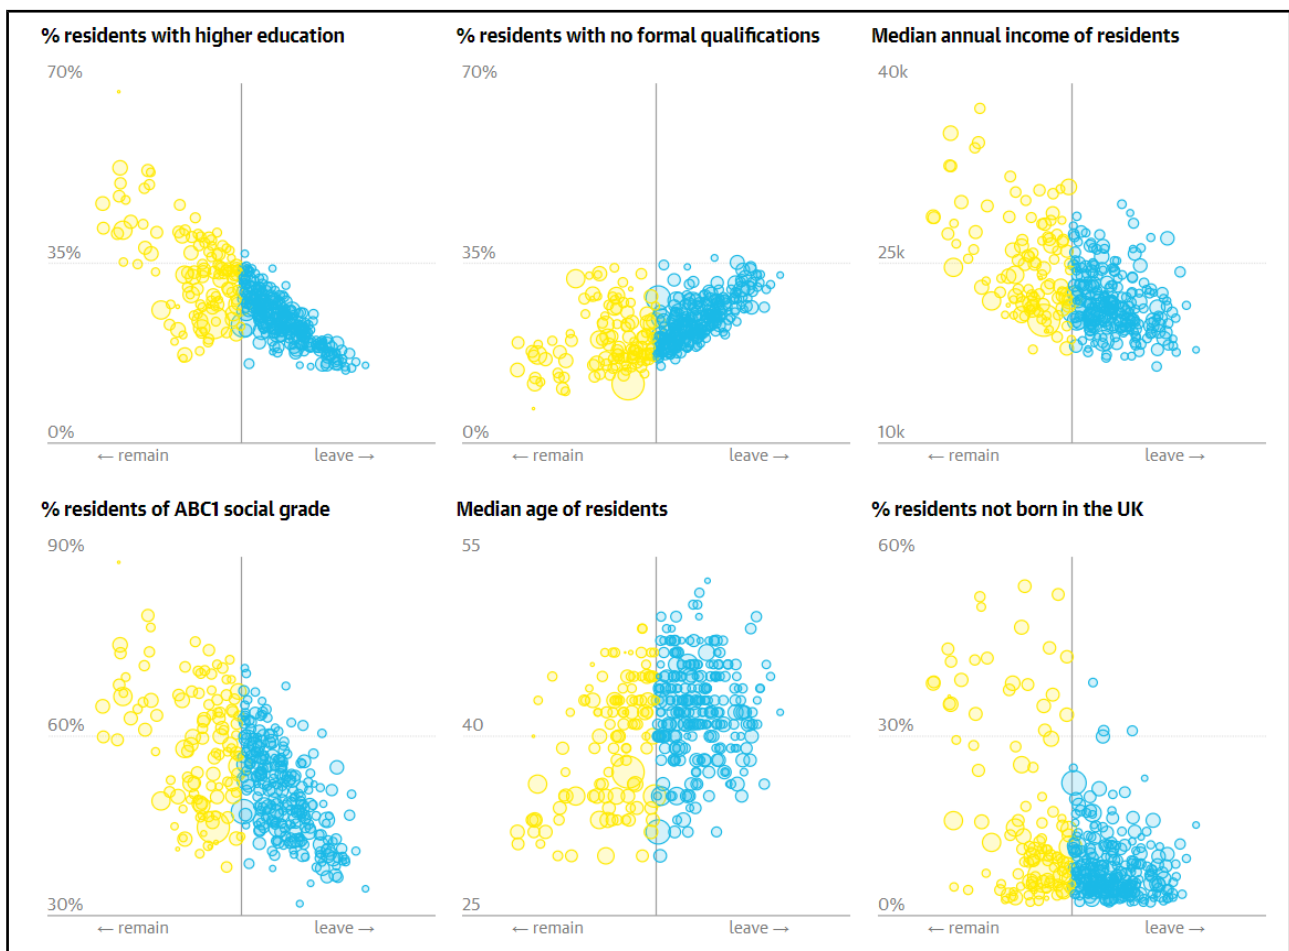 % residents with higher education
70%
35%
0%
← remain
leave →
% residents with no formal qualifications
70%
35%
0%
← remain
leave →
Median annual income of residents
40k
25k
10k
← remain
leave →
% residents of ABC1 social grade
90%
60%
30%
← remain
leave →
Median age of residents
55
40
25
← remain
leave →
% residents not born in the UK
60%
30%
0%
← remain
leave →